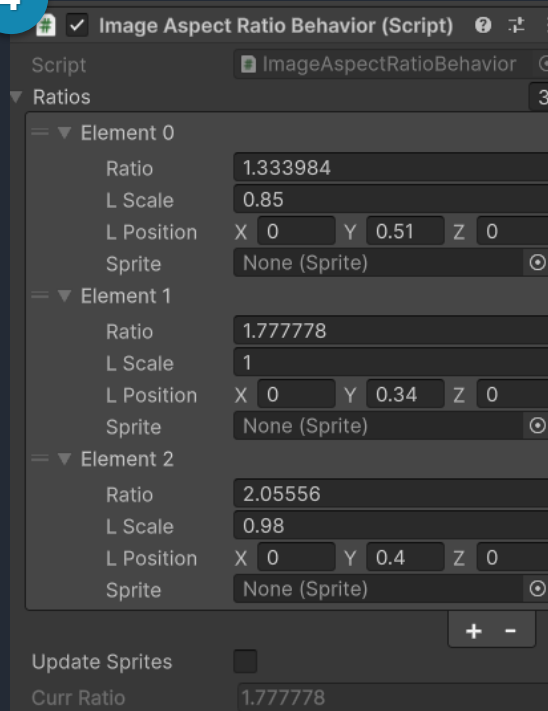 4
Image Aspect Ratio Behavior (Script)
Script ImageAspectRatioBehavior
Ratios 3
Element 0
Ratio 1.333984
L Scale 0.85
L Position X 0 Y 0.51 Z 0
Sprite None (Sprite)
Element 1
Ratio 1.777778
L Scale 1
L Position X 0 Y 0.34 Z 0
Sprite None (Sprite)
Element 2
Ratio 2.05556
L Scale 0.98
L Position X 0 Y 0.4 Z 0
Sprite None (Sprite)
+ -
Update Sprites
Curr Ratio 1.777778